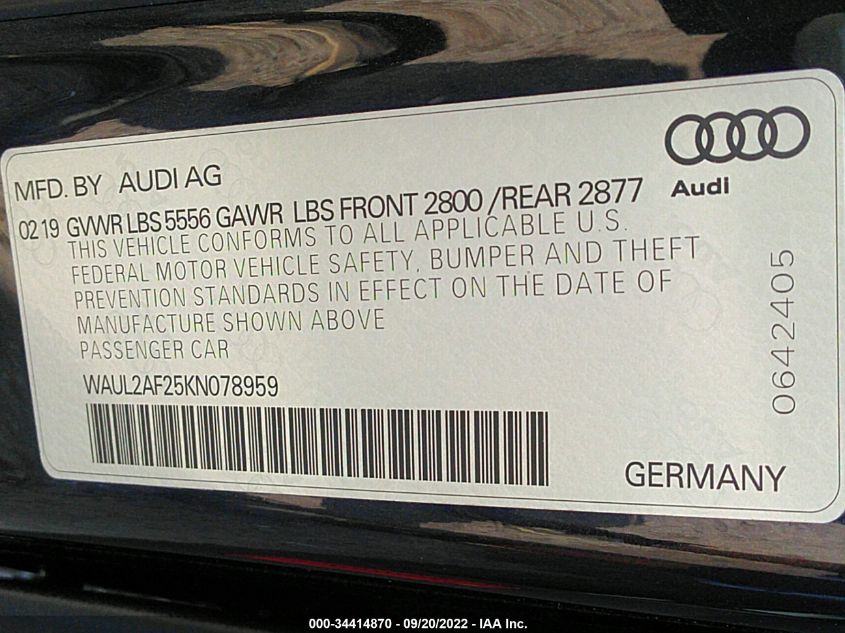 MFD. BY AUDI AG
Audi
02 19 GVWR LBS 5556 GAWR LBS FRONT 2800 /REAR 2877
THIS VEHICLE CONFORMS TO ALL APPLICABLE U.S.
FEDERAL MOTOR VEHICLE SAFETY, BUMPER AND THEFT
PREVENTION STANDARDS IN EFFECT ON THE DATE OF
MANUFACTURE SHOWN ABOVE
PASSENGER CAR
WAUL2AF25KN078959
0642405
GERMANY
000-34414870 - 09/20/2022 - IAA Inc.